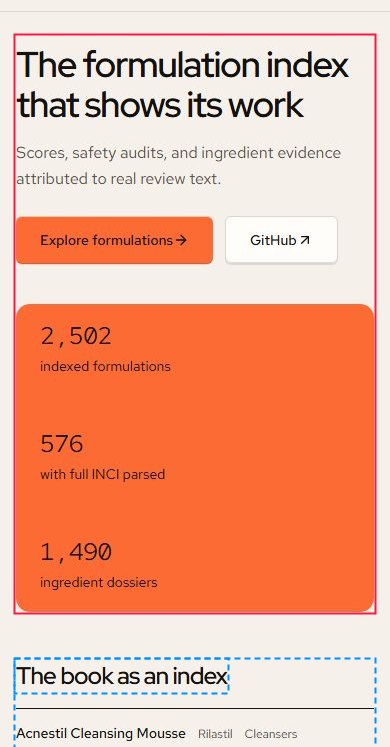 The formulation index
that shows its work
Scores, safety audits, and ingredient evidence
attributed to real review text.
Explore formulations →
GitHub ↗
2,502
indexed formulations
576
with full INCI parsed
1,490
ingredient dossiers
The book as an index
Acnestil Cleansing Mousse Rilastil Cleansers